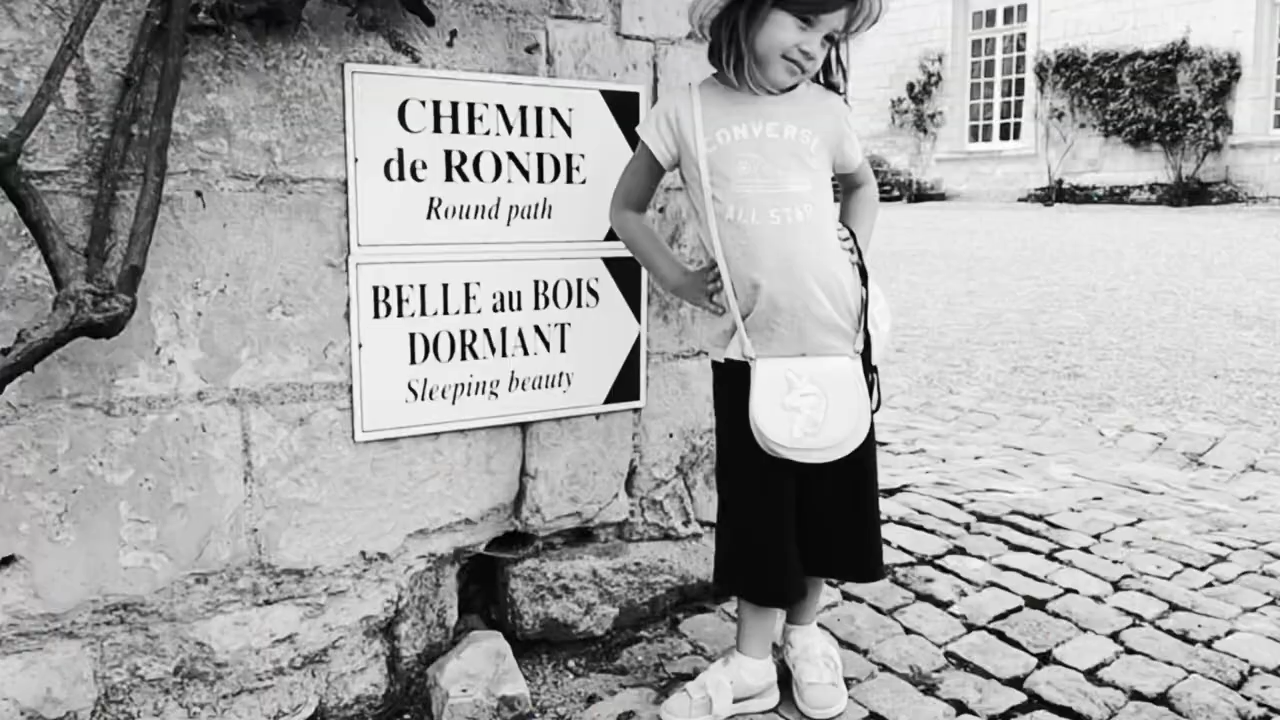 CHEMIN
de RONDE
Round path
BELLE au BOIS
DORMANT
Sleeping beauty
CONVERSE
ALL STAR